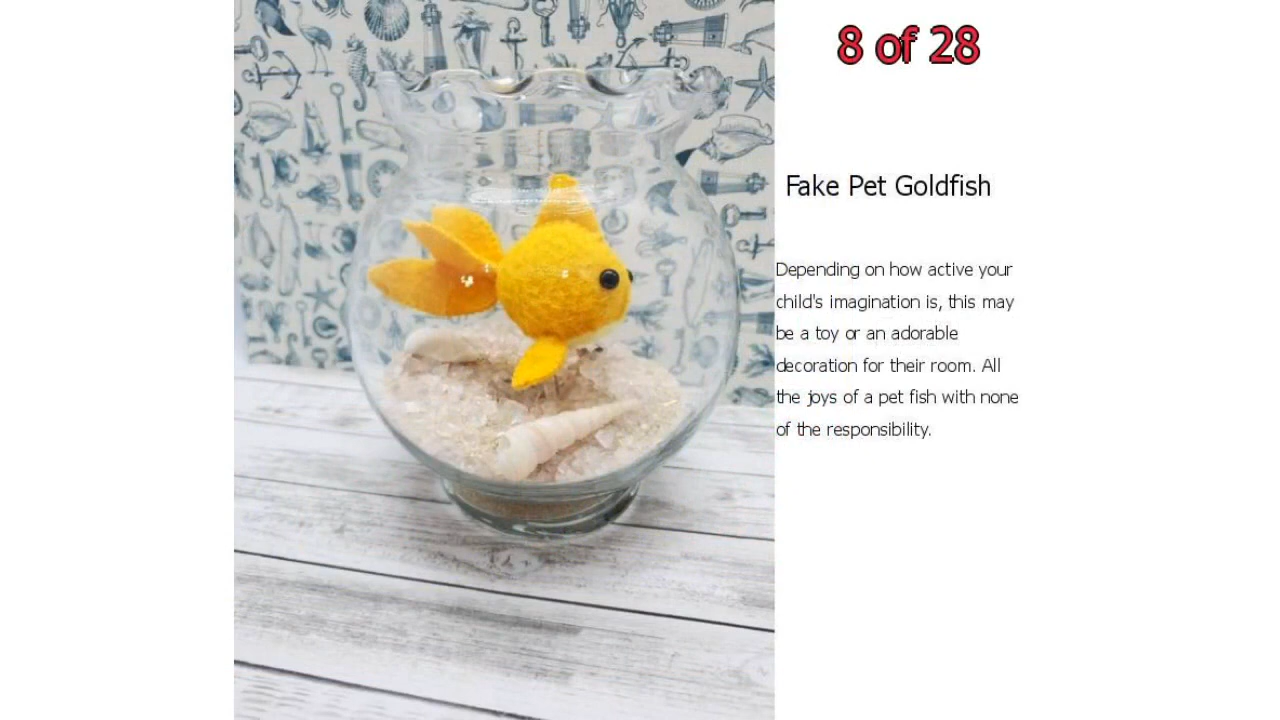 8 of 28
Fake Pet Goldfish
Depending on how active your
child's imagination is, this may
be a toy or an adorable
decoration for their room. All
the joys of a pet fish with none
of the responsibility.